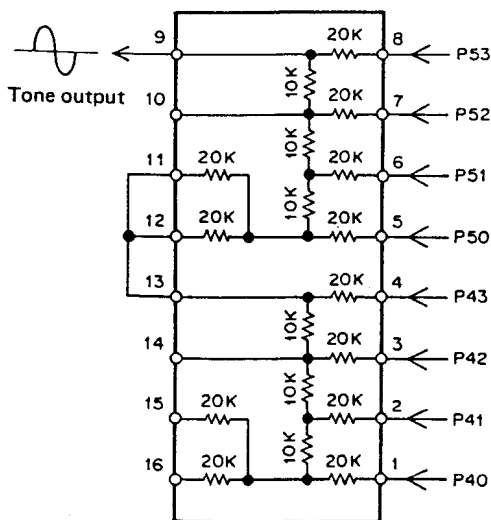 9 20K 8 P53
10K
Tone output
10 20K 7 P52
10K
11 20K 20K 6 P51
10K
12 20K 20K 5 P50
13 20K 4 P43
10K
14 20K 3 P42
10K
15 20K 20K 2 P41
10K
16 20K 20K 1 P40